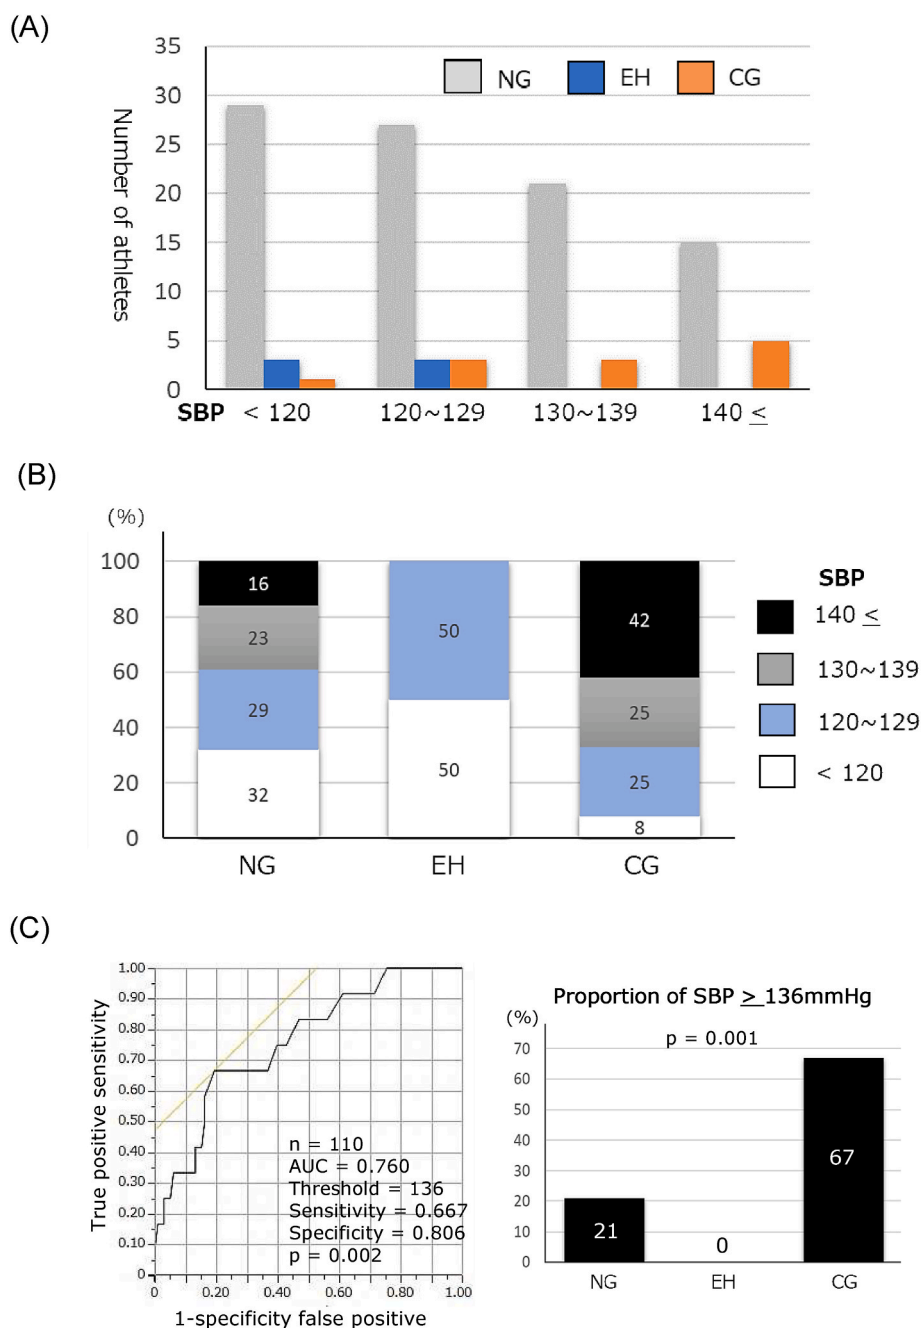 (A)
35
30
25
20
15
10
5
0
Number of athletes
NG EH CG
SBP < 120 120~129 130~139 140 ≤
(B)
(%)
100
80
60
40
20
0
16
23
29
32
50
50
42
25
25
8
NG EH CG
SBP
140 ≤
130~139
120~129
< 120
(C)
True positive sensitivity
1.00
0.90
0.80
0.70
0.60
0.50
0.40
0.30
0.20
0.10
0
n = 110
AUC = 0.760
Threshold = 136
Sensitivity = 0.667
Specificity = 0.806
p = 0.002
0 0.20 0.40 0.60 0.80 1.00
1-specificity false positive
Proportion of SBP ≥ 136mmHg
(%)
p = 0.001
70
60
50
40
30
20
10
0
21
0
67
NG EH CG